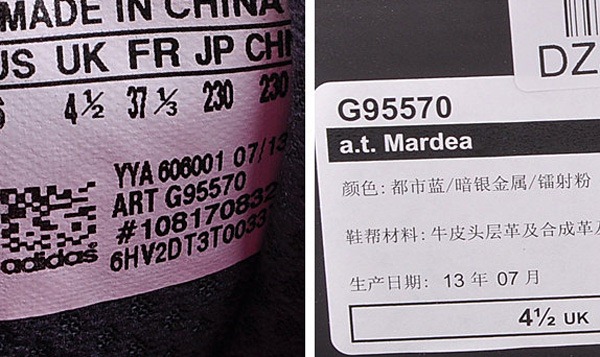 MADE IN CHINA
US UK FR JP CHN
4½ 37⅓ 230 230
YYA 606001 07/13
ART G95570
#108170832
6HV2DT3T0033
adidas
DZ
G95570
a.t. Mardea
颜色: 都市蓝/暗银金属/镭射粉
鞋帮材料: 牛皮头层革及合成革
生产日期: 13 年 07 月
4½ UK